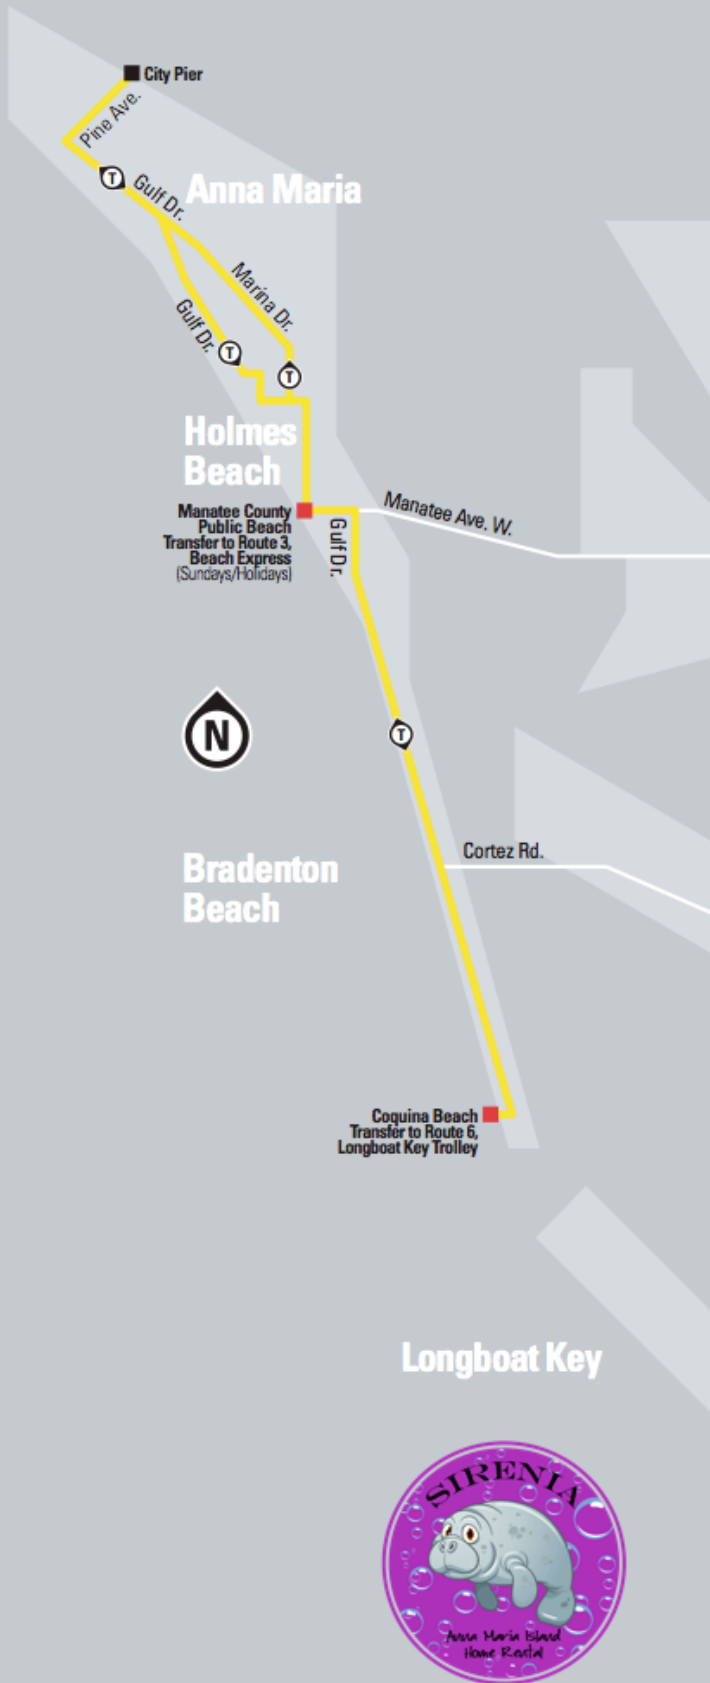 City Pier
Pine Ave.
T
Gulf Dr.
Anna Maria
Marina Dr.
Gulf Dr.
T
T
Holmes
Beach
Manatee County
Public Beach
Transfer to Route 3,
Beach Express
(Sundays/Holidays)
Manatee Ave. W.
Gulf Dr.
N
T
Bradenton
Beach
Cortez Rd.
Coquina Beach
Transfer to Route 6,
Longboat Key Trolley
Longboat Key
SIRENIA
Anna Maria Island
Home Rental